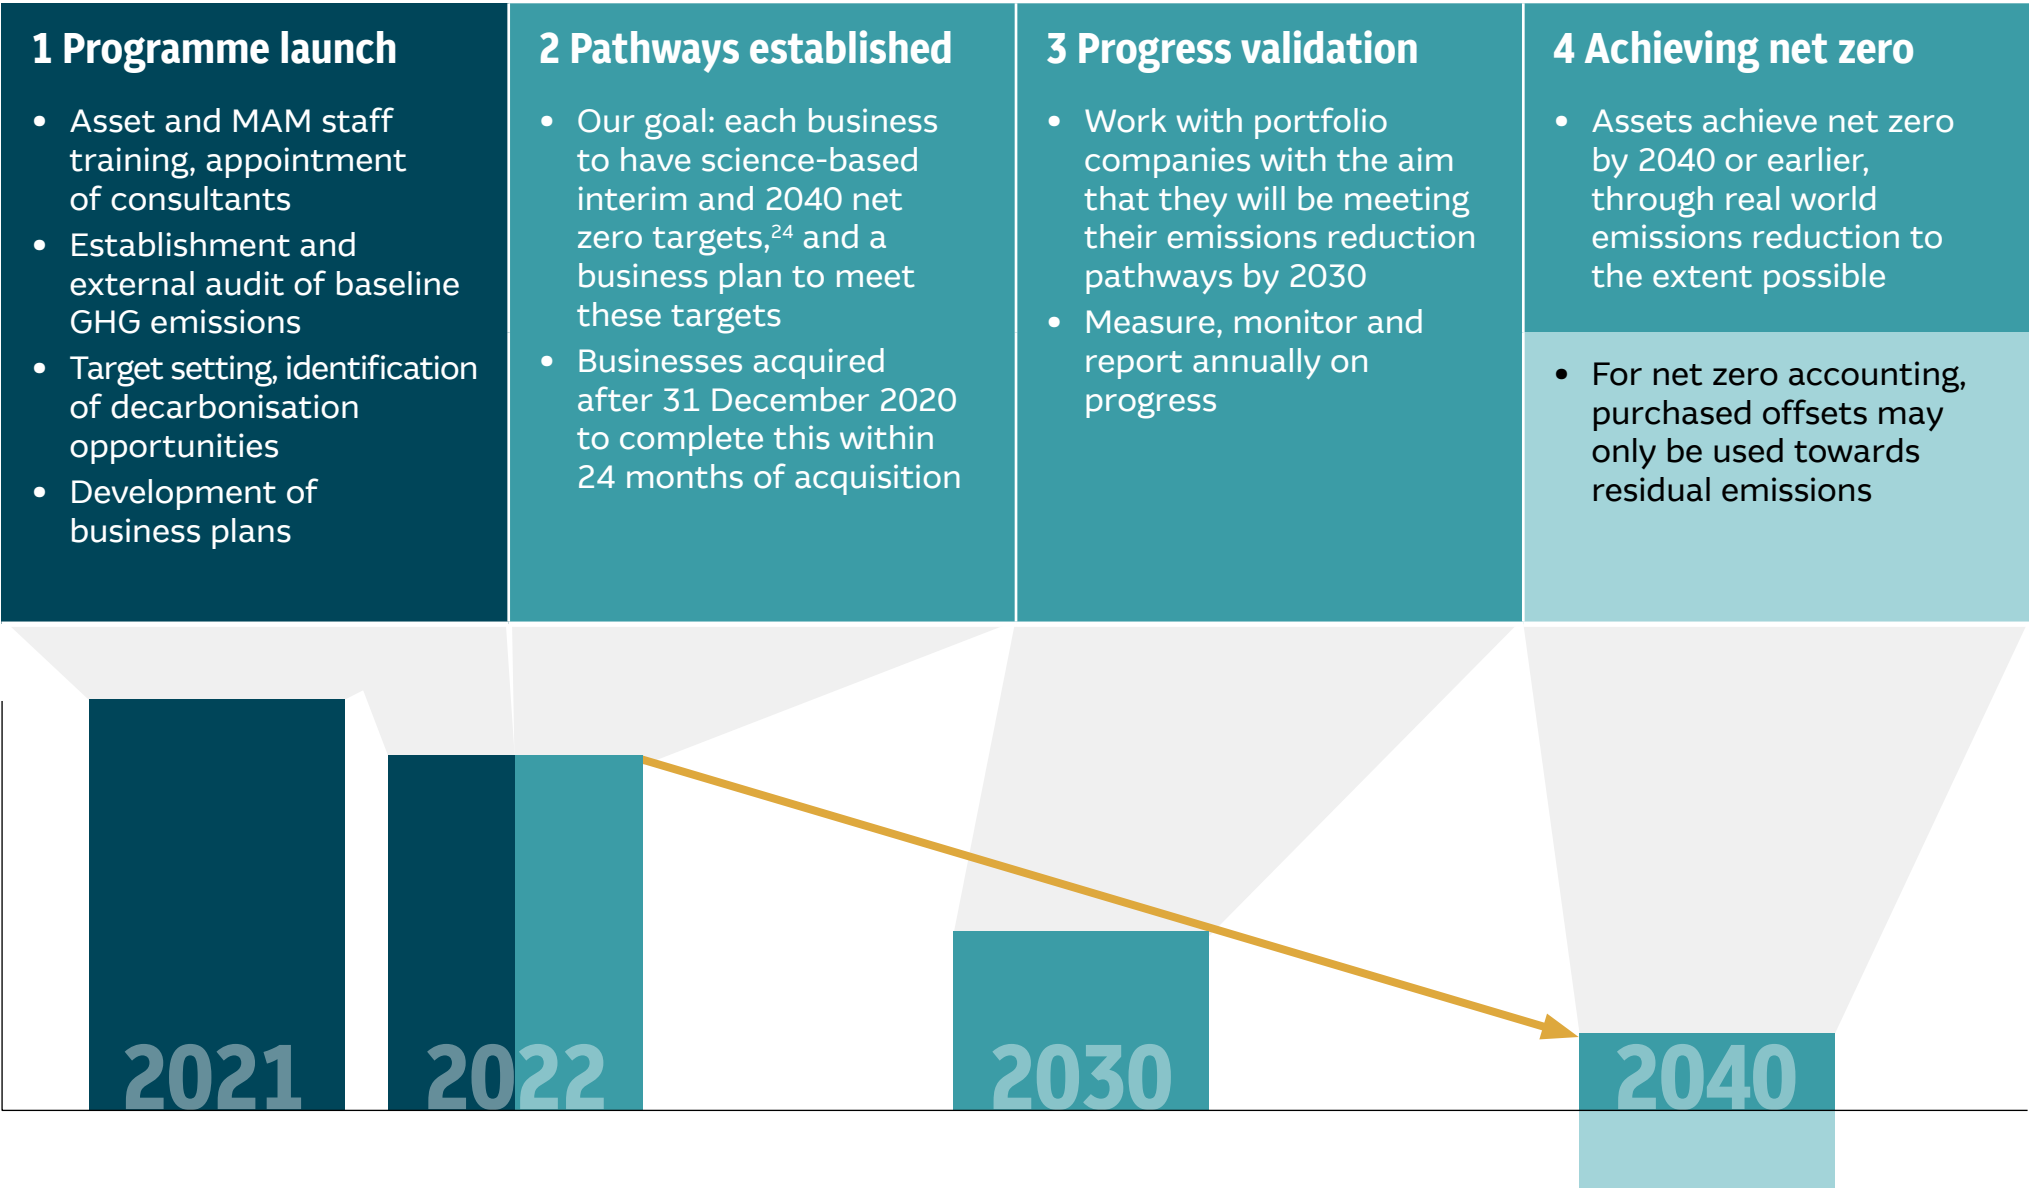 1 Programme launch
• Asset and MAM staff
training, appointment
of consultants
• Establishment and
external audit of baseline
GHG emissions
• Target setting, identification
of decarbonisation
opportunities
• Development of
business plans
2 Pathways established
• Our goal: each business
to have science-based
interim and 2040 net
zero targets,24 and a
business plan to meet
these targets
• Businesses acquired
after 31 December 2020
to complete this within
24 months of acquisition
3 Progress validation
• Work with portfolio
companies with the aim
that they will be meeting
their emissions reduction
pathways by 2030
• Measure, monitor and
report annually on
progress
4 Achieving net zero
• Assets achieve net zero
by 2040 or earlier,
through real world
emissions reduction to
the extent possible
• For net zero accounting,
purchased offsets may
only be used towards
residual emissions
2021
2022
2030
2040